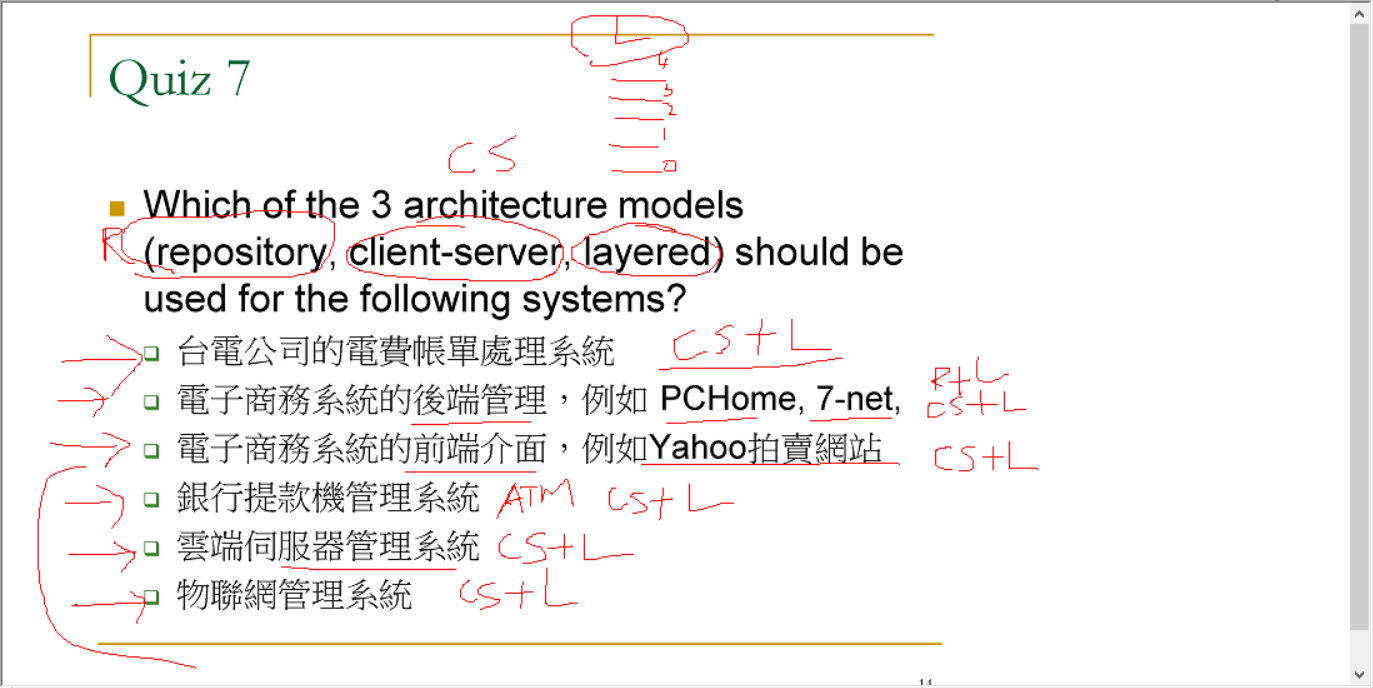 L
4
Quiz 7
3
2
1
CS
0
Which of the 3 architecture models
R (repository, client-server, layered) should be
used for the following systems?
台電公司的電費帳單處理系統 CS+L
R+L
電子商務系統的後端管理，例如 PCHome, 7-net, CS+L
電子商務系統的前端介面，例如Yahoo拍賣網站 CS+L
銀行提款機管理系統 ATM CS+L
雲端伺服器管理系統 CS+L
物聯網管理系統 CS+L
14